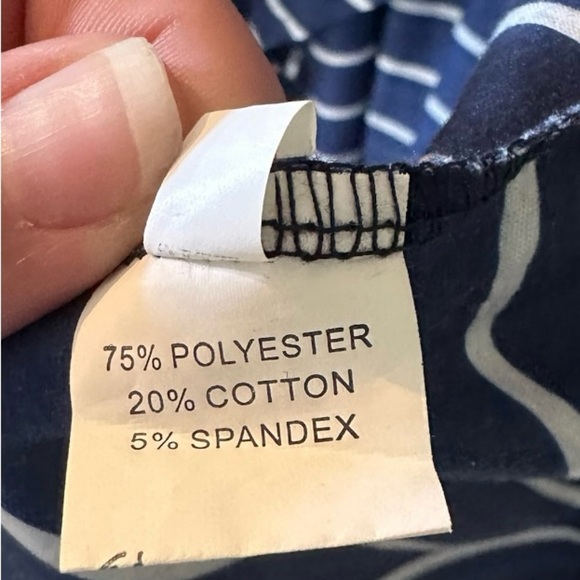 75% POLYESTER
20% COTTON
5% SPANDEX